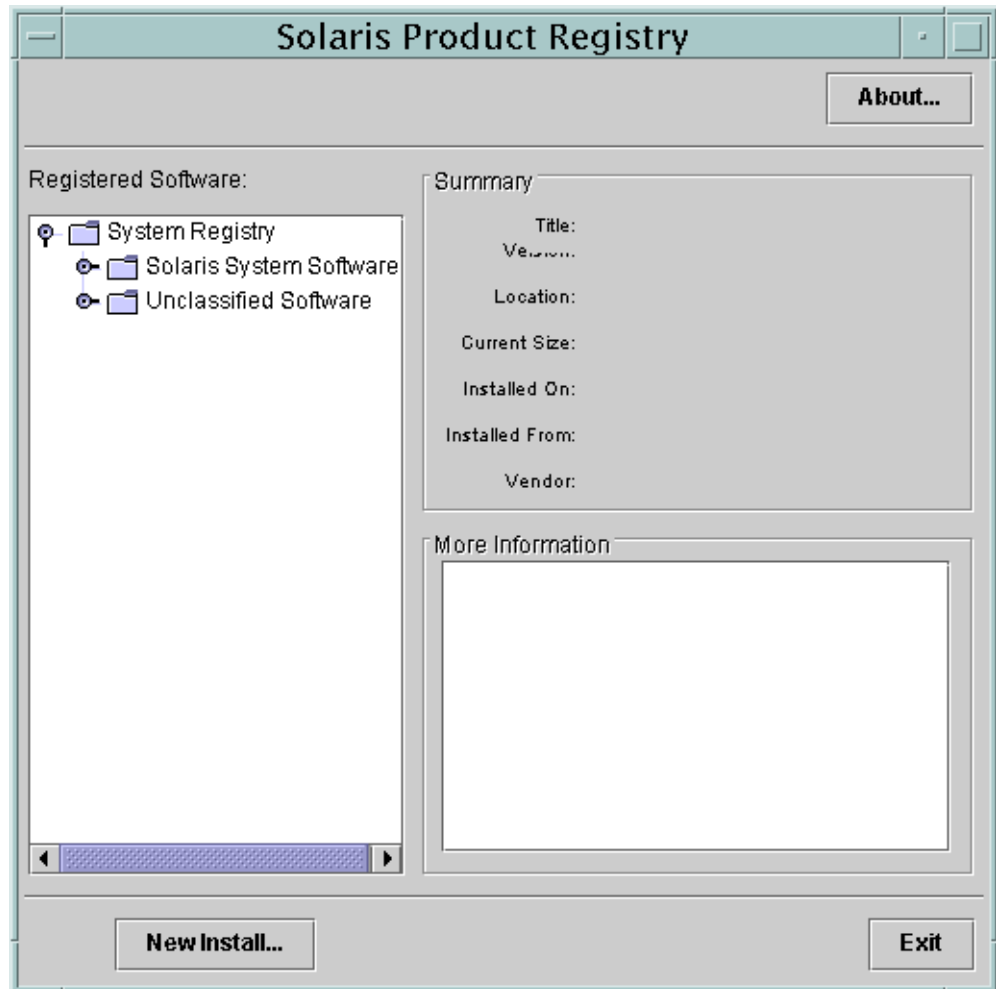 Solaris Product Registry
About...
Registered Software:
System Registry
Solaris System Software
Unclassified Software
Summary
Title:
Location:
Current Size:
Installed On:
Installed From:
Vendor:
More Information
New Install...
Exit